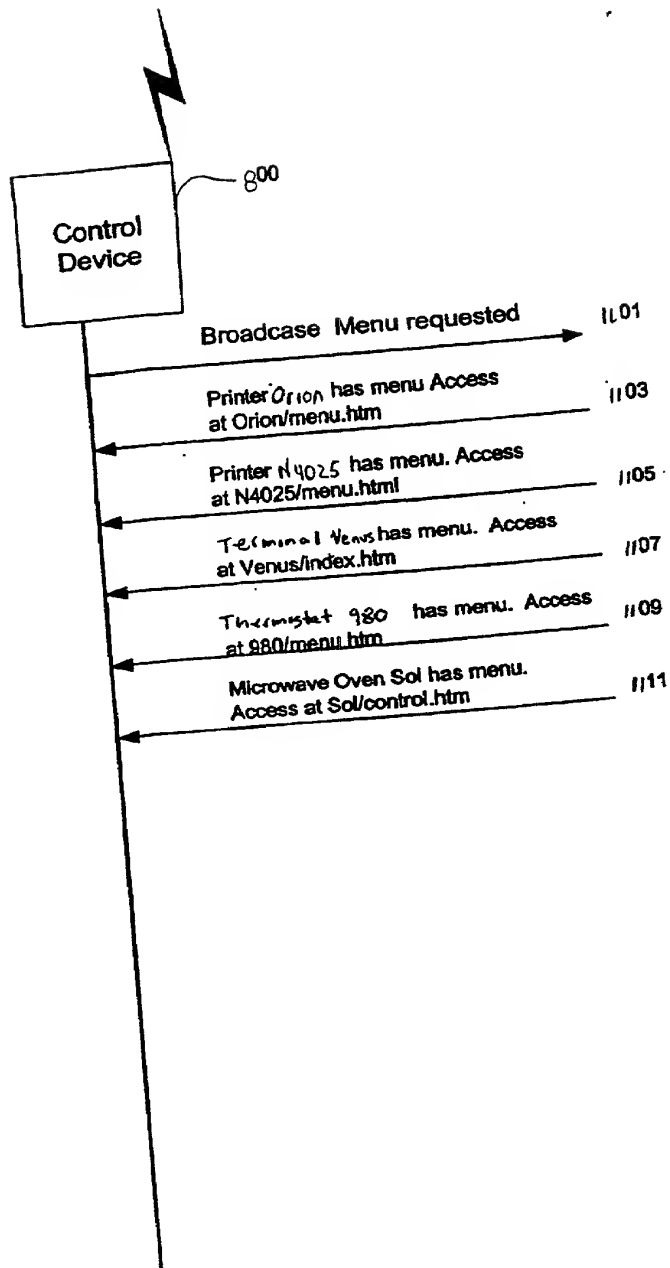 800
Control
Device
Broadcase Menu requested 1101
Printer Orion has menu Access
at Orion/menu.htm 1103
Printer N4025 has menu. Access
at N4025/menu.html 1105
Terminal Venus has menu. Access
at Venus/index.htm 1107
Thermostat 980 has menu. Access
at 980/menu.htm 1109
Microwave Oven Sol has menu.
Access at Sol/control.htm 1111